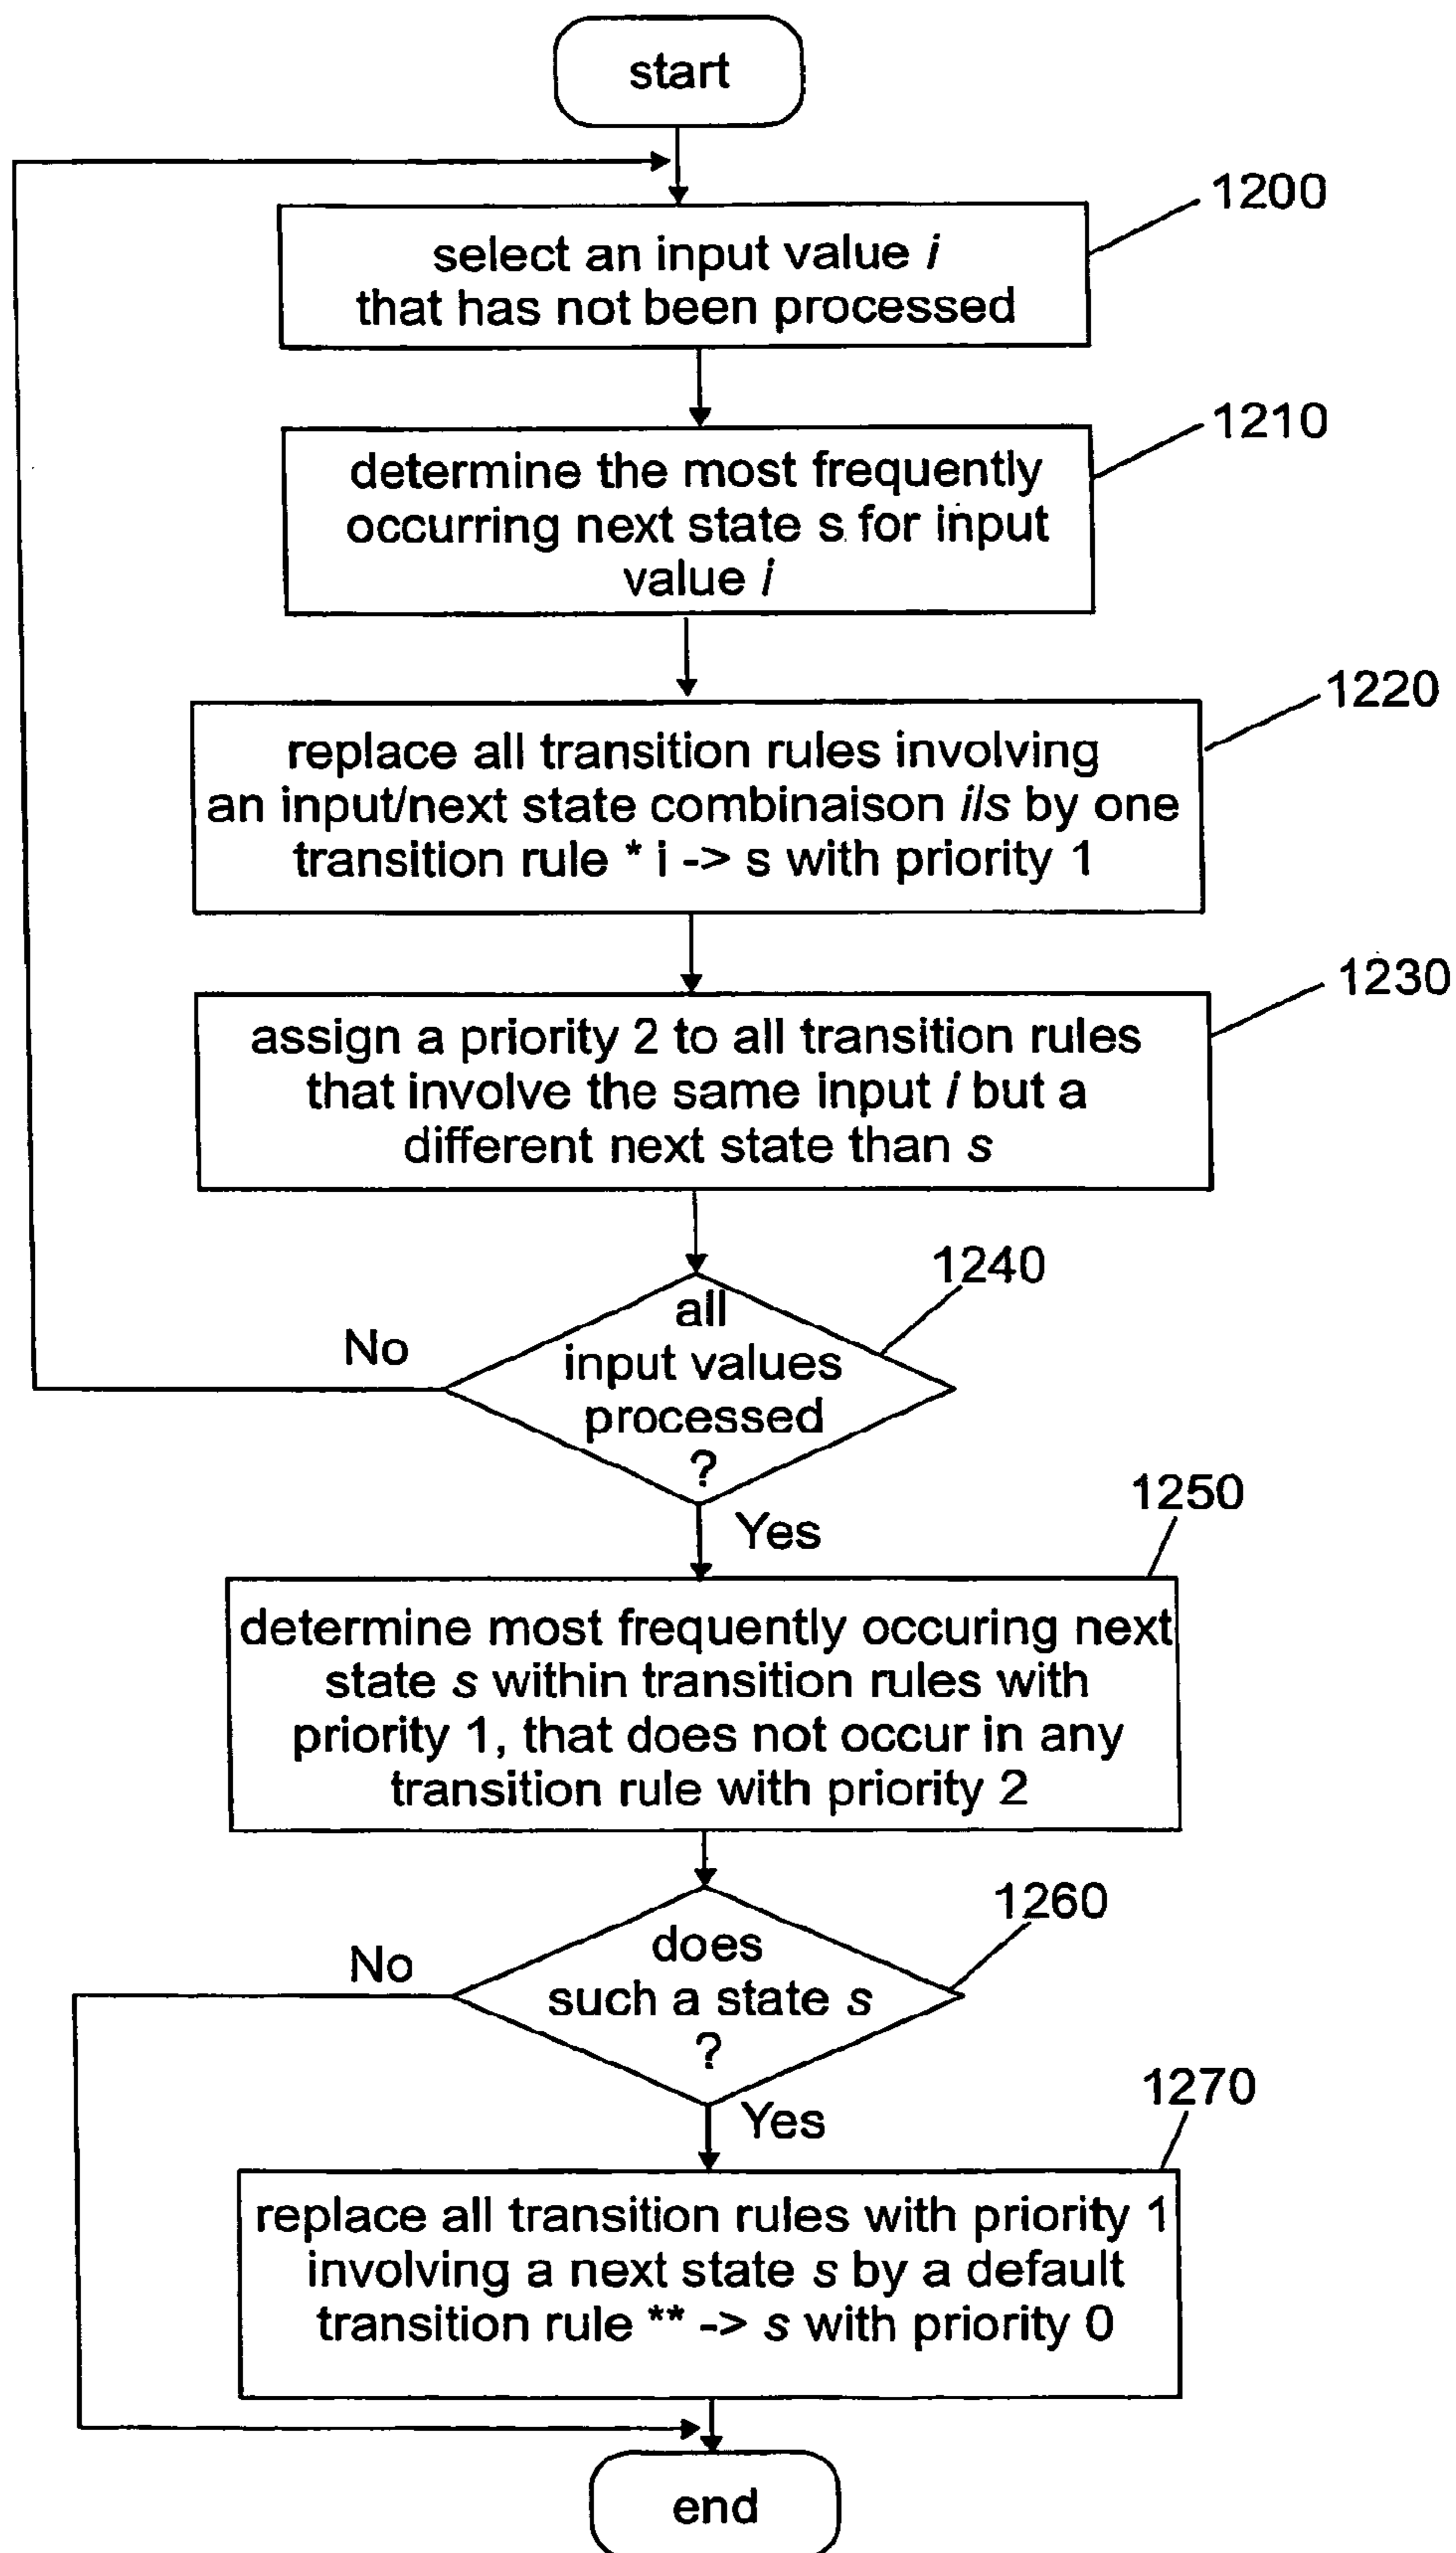 start
1200
select an input value i
that has not been processed
1210
determine the most frequently
occurring next state s for input
value i
1220
replace all transition rules involving
an input/next state combinaison i/s by one
transition rule * i -> s with priority 1
1230
assign a priority 2 to all transition rules
that involve the same input i but a
different next state than s
1240
all
input values
processed
?
No
Yes
1250
determine most frequently occuring next
state s within transition rules with
priority 1, that does not occur in any
transition rule with priority 2
1260
does
such a state s
?
No
Yes
1270
replace all transition rules with priority 1
involving a next state s by a default
transition rule ** -> s with priority 0
end